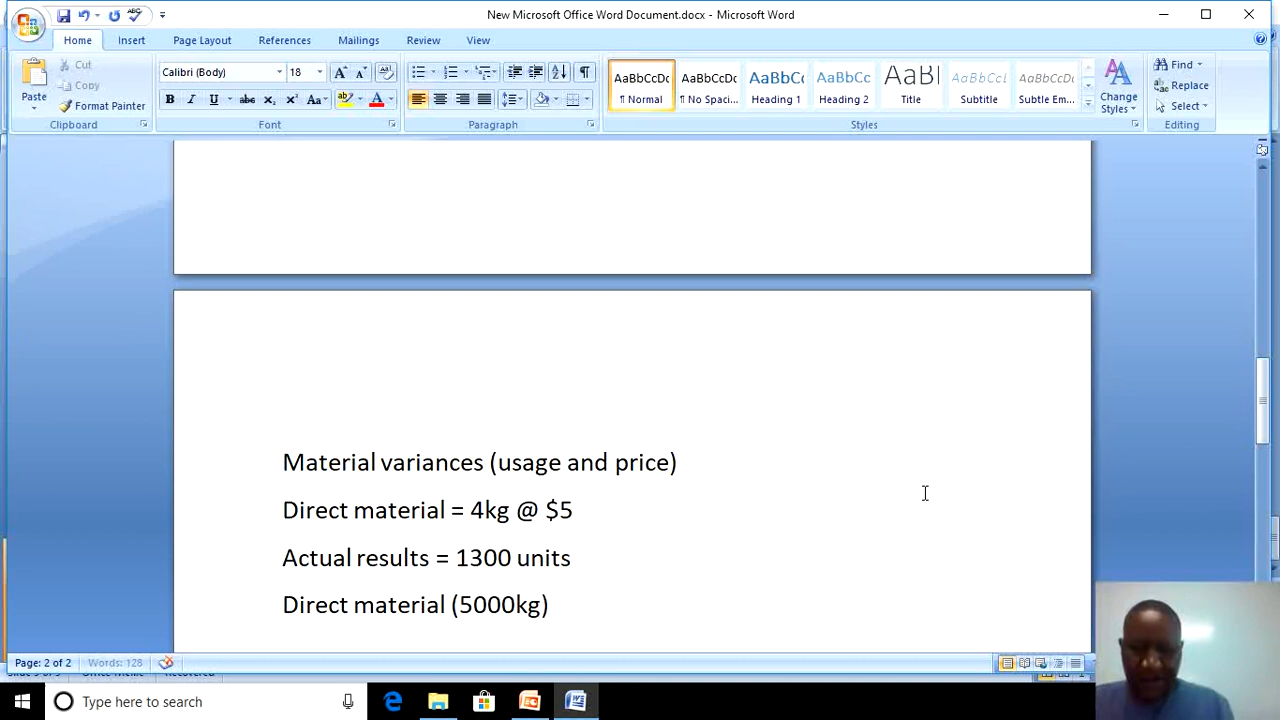 New Microsoft Office Word Document.docx - Microsoft Word
Home Insert Page Layout References Mailings Review View
Paste
Cut
Copy
Format Painter
Clipboard
Calibri (Body) 18
B I U abc x₂ x² Aa
Font
Paragraph
AaBbCcDc AaBbCcDc AaBbCc AaBbCc AaBl AaBbCcL AaBbCcDc
¶ Normal ¶ No Spaci... Heading 1 Heading 2 Title Subtitle Subtle Em...
Change Styles
Styles
Find
Replace
Select
Editing
Material variances (usage and price)
Direct material = 4kg @ $5
Actual results = 1300 units
Direct material (5000kg)
Page: 2 of 2 Words: 128
Type here to search